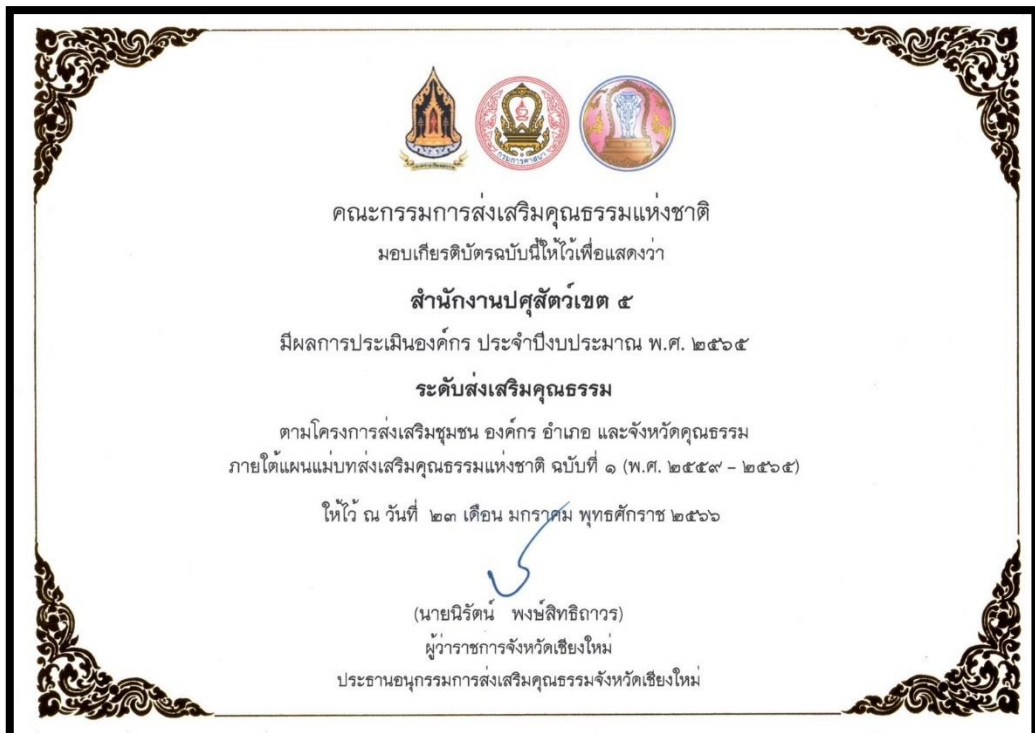 กรมการศาสนา
คณะกรรมการส่งเสริมคุณธรรมแห่งชาติ
มอบเกียรติบัตรฉบับนี้ให้ไว้เพื่อแสดงว่า
สำนักงานปศุสัตว์เขต ๕
มีผลการประเมินองค์กร ประจำปีงบประมาณ พ.ศ. ๒๕๖๕
ระดับส่งเสริมคุณธรรม
ตามโครงการส่งเสริมชุมชน องค์กร อำเภอ และจังหวัดคุณธรรม
ภายใต้แผนแม่บทส่งเสริมคุณธรรมแห่งชาติ ฉบับที่ ๑ (พ.ศ. ๒๕๕๙ – ๒๕๖๕)
ให้ไว้ ณ วันที่ ๒๓ เดือน มกราคม พุทธศักราช ๒๕๖๖
(นายนิรัตน์ พงษ์สิทธิถาวร)
ผู้ว่าราชการจังหวัดเชียงใหม่
ประธานอนุกรรมการส่งเสริมคุณธรรมจังหวัดเชียงใหม่